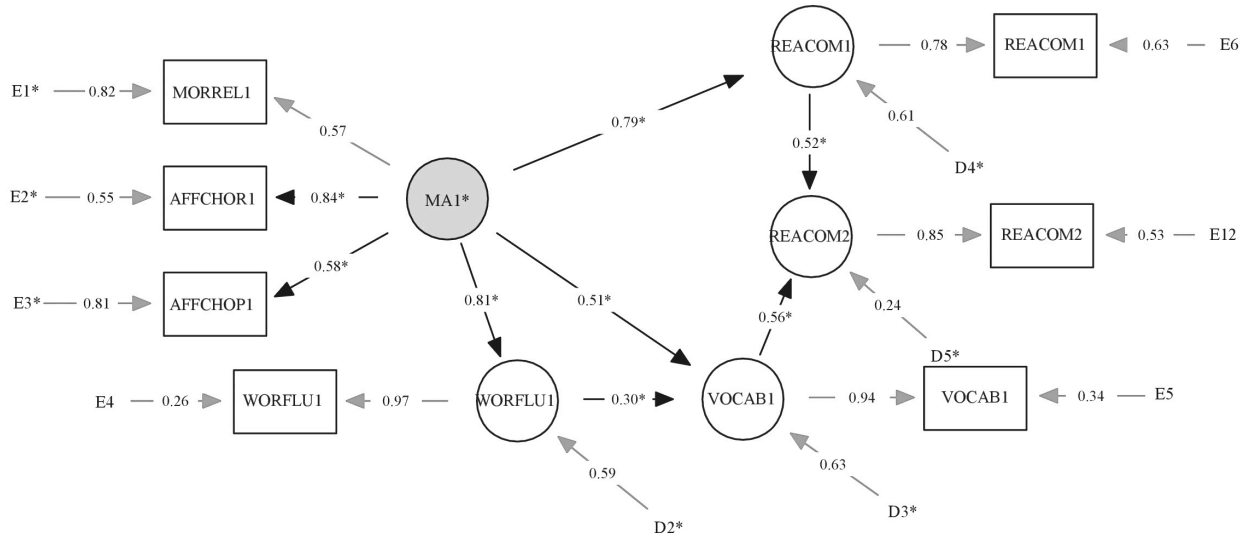 REACOM1
0.78
REACOM1
0.63
E6
E1*
0.82
MORREL1
0.57
0.79*
0.61
0.52*
D4*
E2*
0.55
AFFCHOR1
0.84*
MA1*
REACOM2
0.85
REACOM2
0.53
E12
E3*
0.81
AFFCHOP1
0.58*
0.81*
0.51*
0.56*
0.24
D5*
E4
0.26
WORFLU1
0.97
WORFLU1
0.30*
VOCAB1
0.94
VOCAB1
0.34
E5
0.59
0.63
D2*
D3*